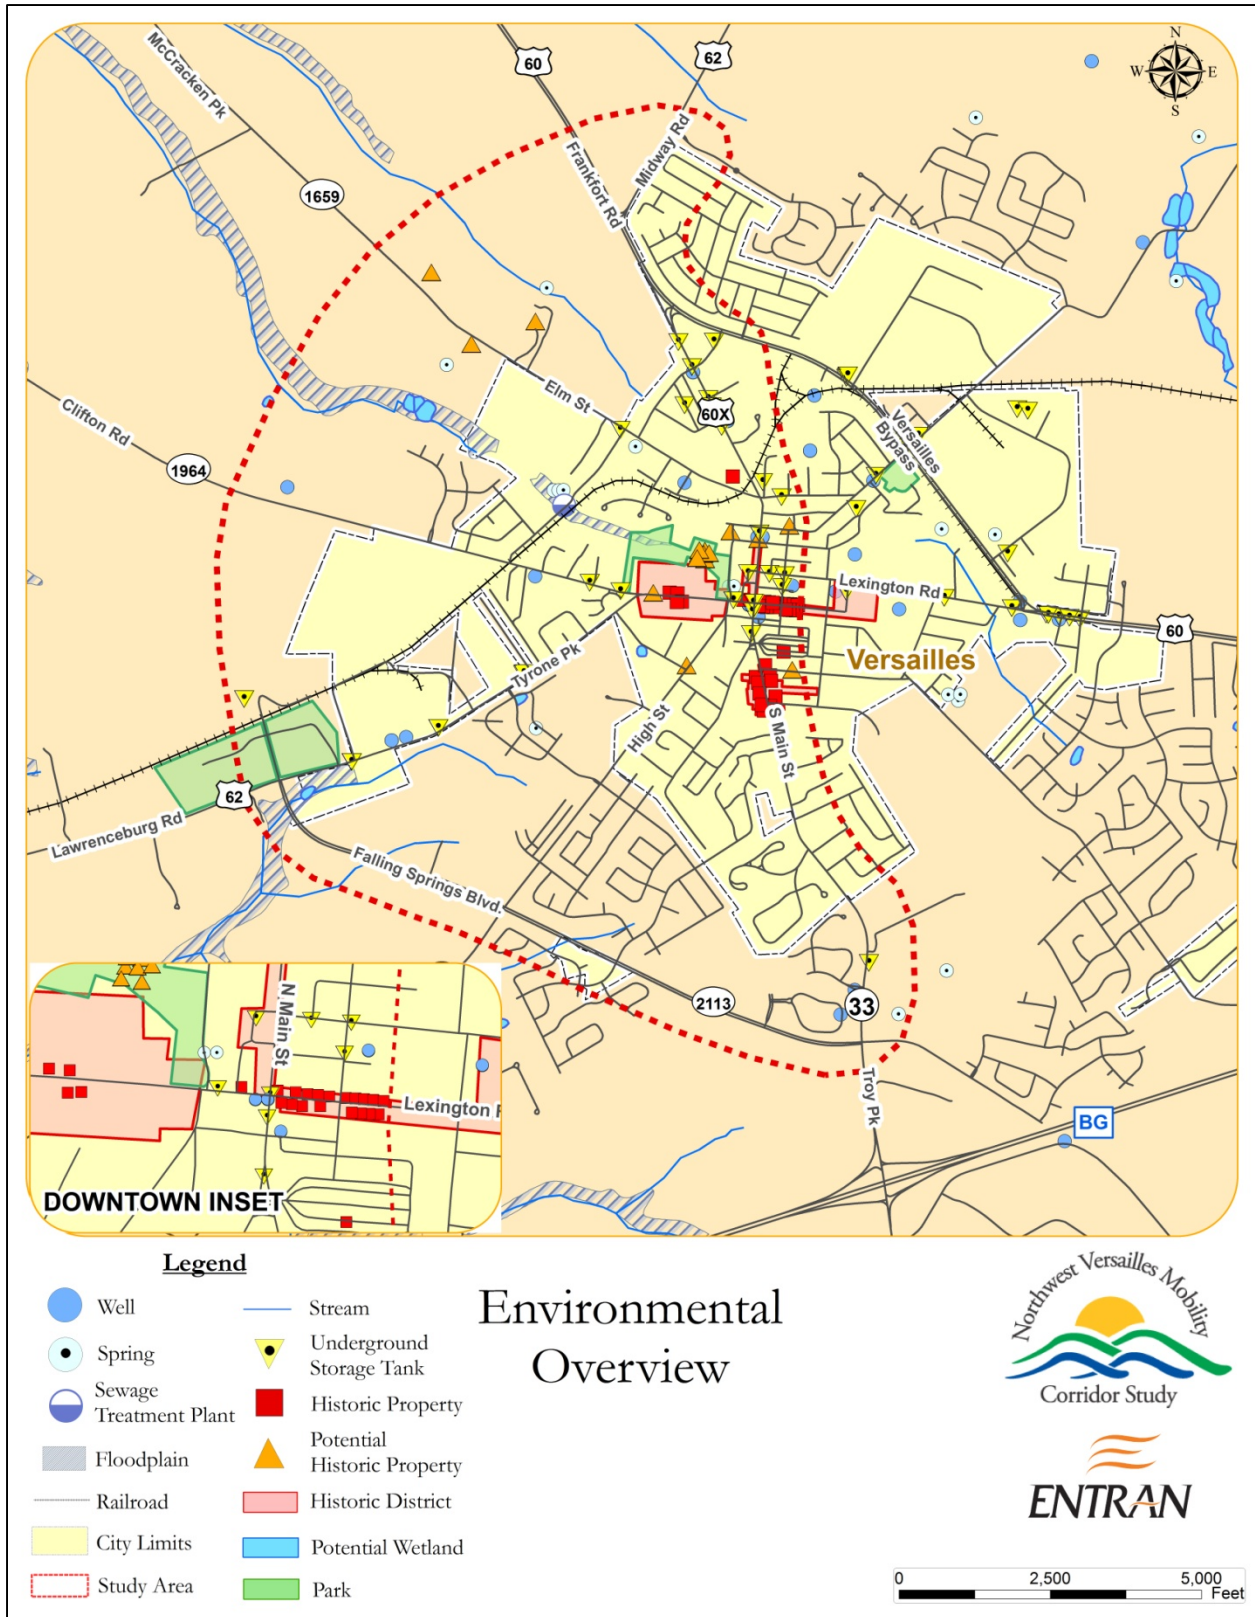 McCracken Pk
60
62
N
W E
S
Frankfort Rd
Midway Rd
1659
Elm St
60X
Versailles
Bypass
Clifton Rd
1964
Lexington Rd
60
Versailles
Tyrone Pk
High St
S Main St
62
Lawrenceburg Rd
Falling Springs Blvd.
2113
33
Troy Pk
BG
N Main St
Lexington R
DOWNTOWN INSET
Legend
Well
Spring
Sewage
Treatment Plant
Floodplain
Railroad
City Limits
Study Area
Stream
Underground
Storage Tank
Historic Property
Potential
Historic Property
Historic District
Potential Wetland
Park
Environmental
Overview
Northwest Versailles Mobility
Corridor Study
ENTRAN
0 2,500 5,000
Feet